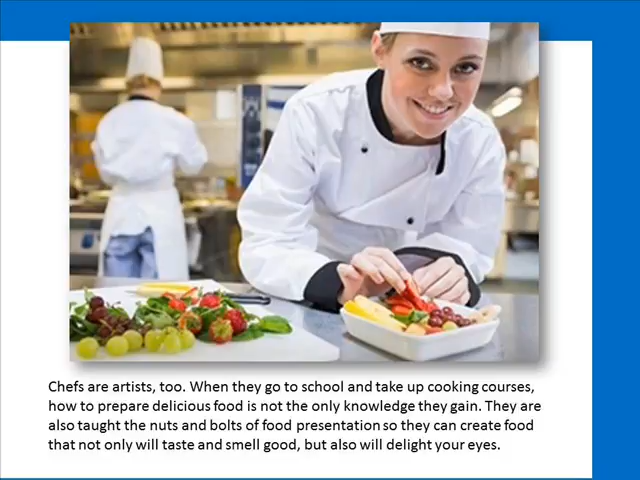 Chefs are artists, too. When they go to school and take up cooking courses,
how to prepare delicious food is not the only knowledge they gain. They are
also taught the nuts and bolts of food presentation so they can create food
that not only will taste and smell good, but also will delight your eyes.